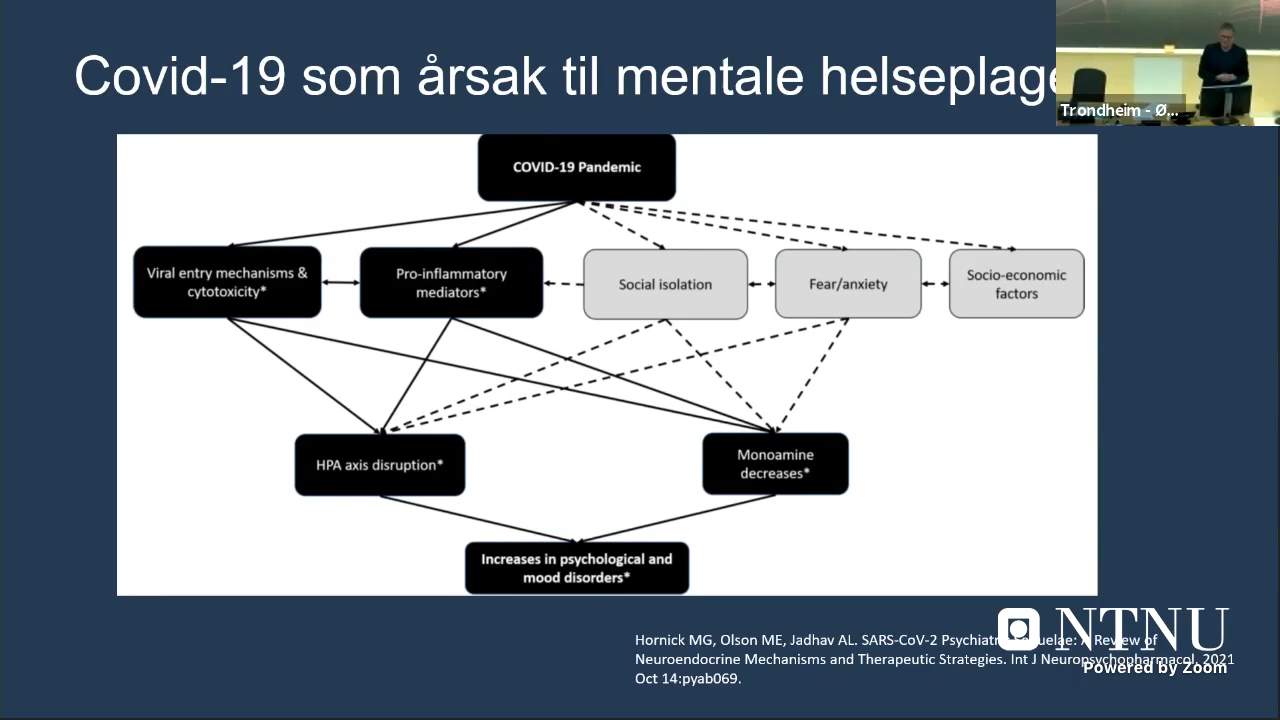 Covid-19 som årsak til mentale helseplage
Trondheim - Ø...
COVID-19 Pandemic
Viral entry mechanisms &
cytotoxicity*
Pro-inflammatory
mediators*
Social isolation
Fear/anxiety
Socio-economic
factors
HPA axis disruption*
Monoamine
decreases*
Increases in psychological and
mood disorders*
Hornick MG, Olson ME, Jadhav AL. SARS-CoV-2 Psychiatric Sequelae: A Review of
Neuroendocrine Mechanisms and Therapeutic Strategies. Int J Neuropsychopharmacol. 2021
Oct 14:pyab069.
NTNU
Powered by Zoom